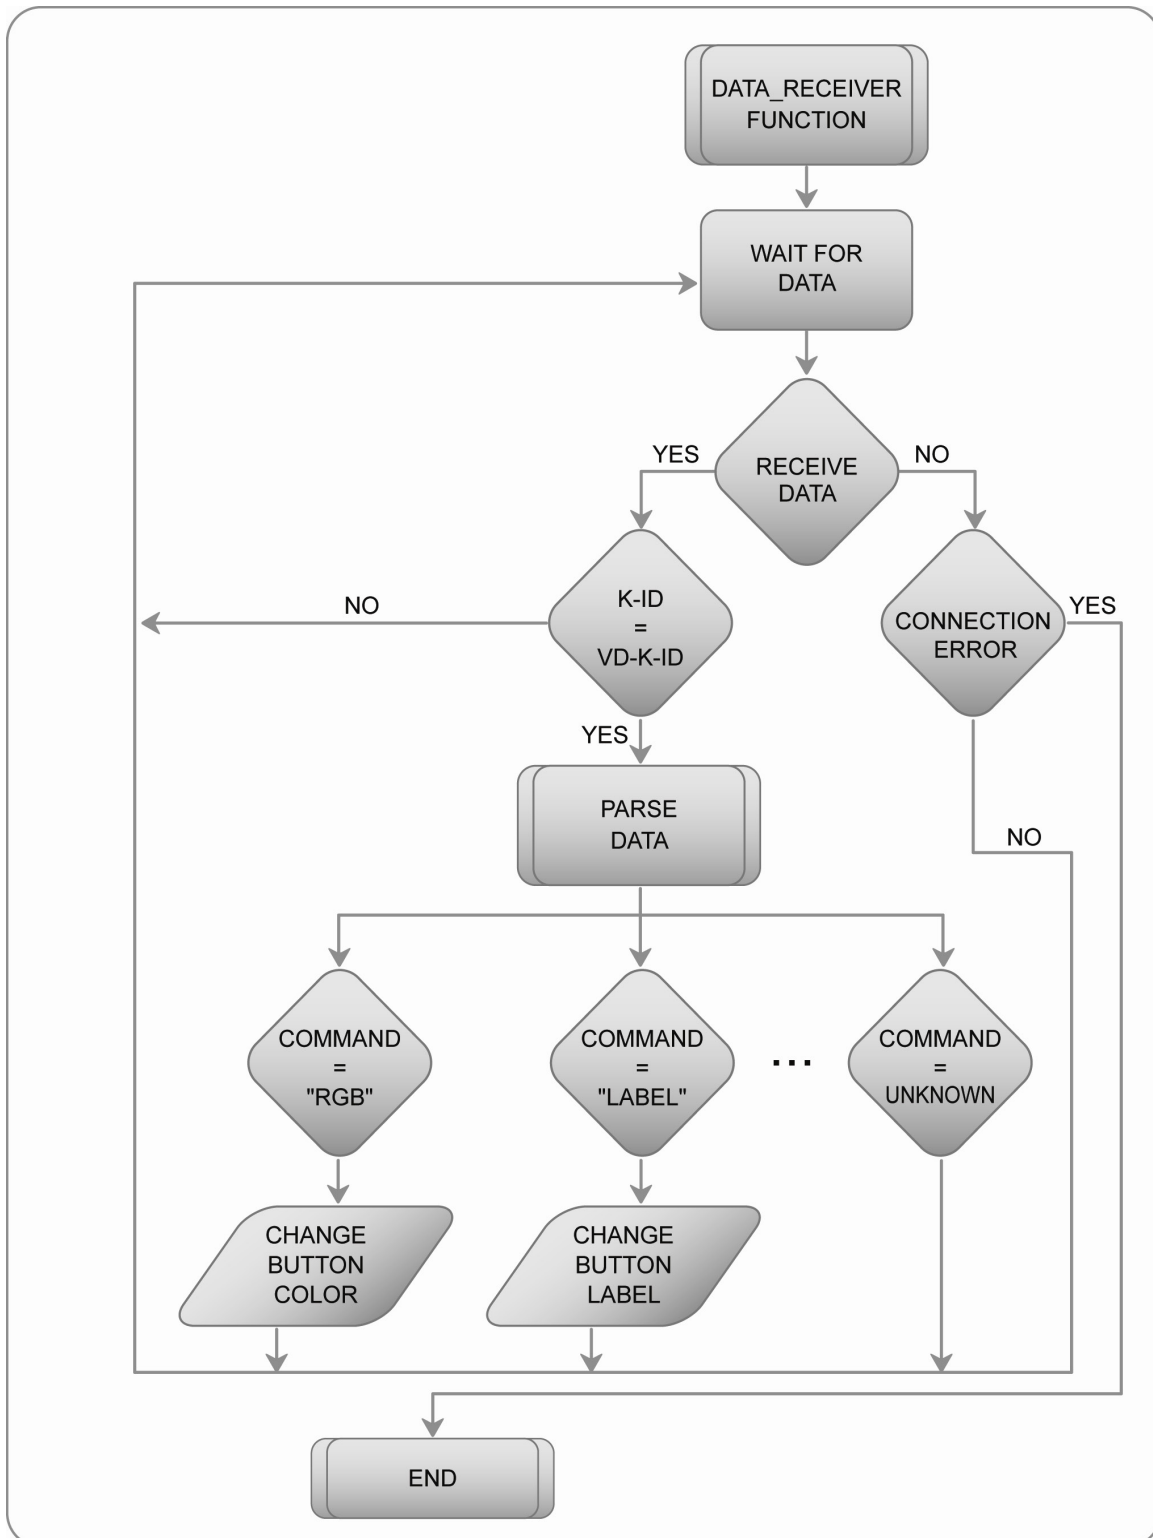 DATA_RECEIVER
FUNCTION
WAIT FOR
DATA
YES
NO
RECEIVE
DATA
K-ID
=
VD-K-ID
NO
CONNECTION
ERROR
YES
YES
PARSE
DATA
NO
COMMAND
=
"RGB"
COMMAND
=
"LABEL"
...
COMMAND
=
UNKNOWN
CHANGE
BUTTON
COLOR
CHANGE
BUTTON
LABEL
END